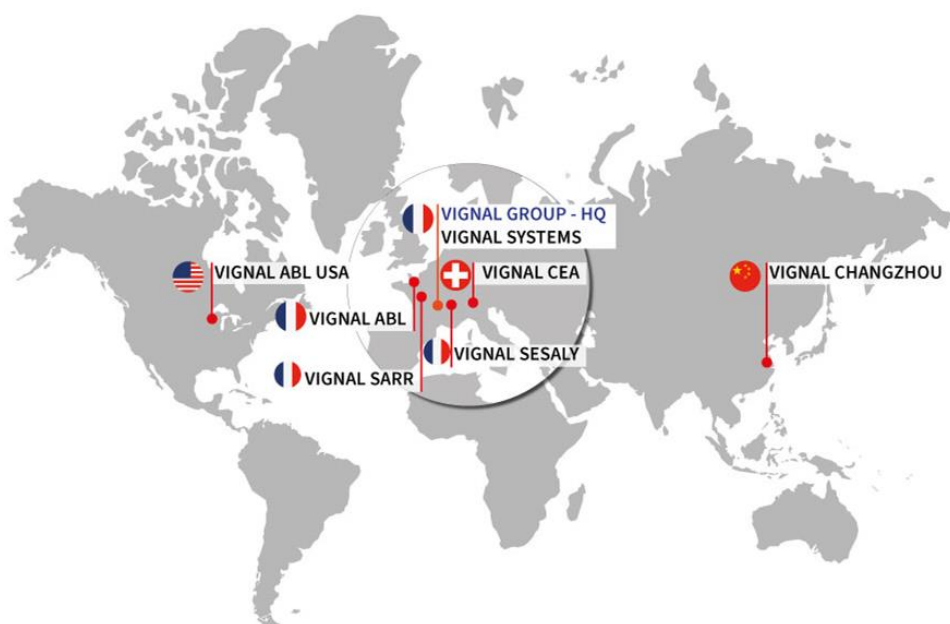 VIGNAL GROUP - HQ
VIGNAL SYSTEMS
VIGNAL ABL USA
VIGNAL CEA
VIGNAL CHANGZHOU
VIGNAL ABL
VIGNAL SESALY
VIGNAL SARR